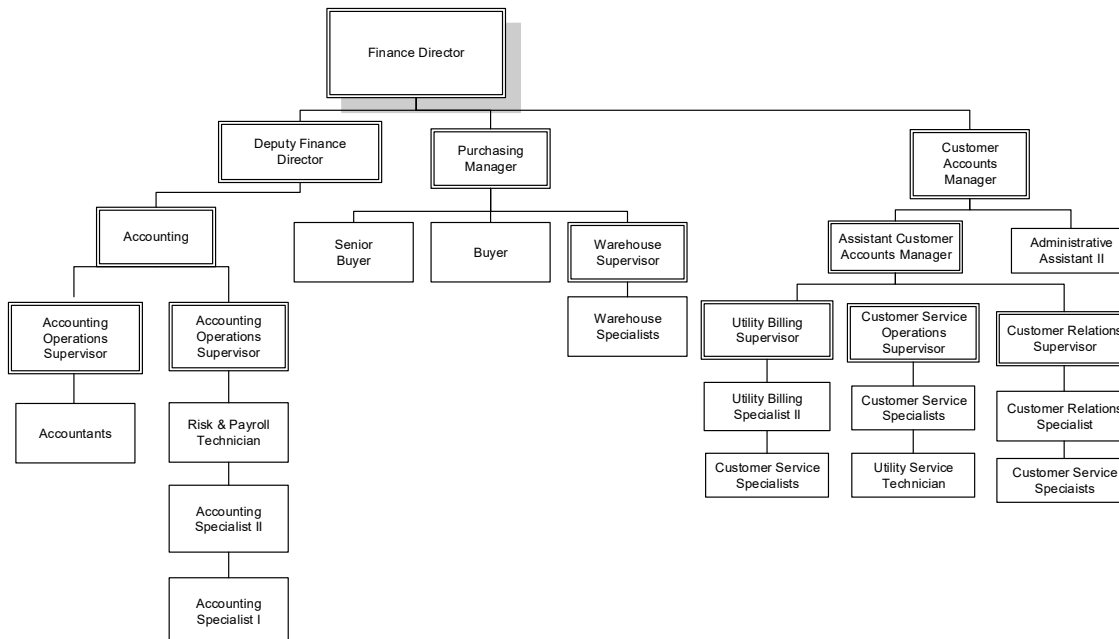 Finance Director
Deputy Finance
Director
Purchasing
Manager
Customer
Accounts
Manager
Accounting
Senior
Buyer
Buyer
Warehouse
Supervisor
Assistant Customer
Accounts Manager
Administrative
Assistant II
Accounting
Operations
Supervisor
Accounting
Operations
Supervisor
Warehouse
Specialists
Utility Billing
Supervisor
Customer Service
Operations
Supervisor
Customer Relations
Supervisor
Accountants
Risk & Payroll
Technician
Utility Billing
Specialist II
Customer Service
Specialists
Customer Relations
Specialist
Customer Service
Specialists
Utility Service
Technician
Customer Service
Speciaists
Accounting
Specialist II
Accounting
Specialist I